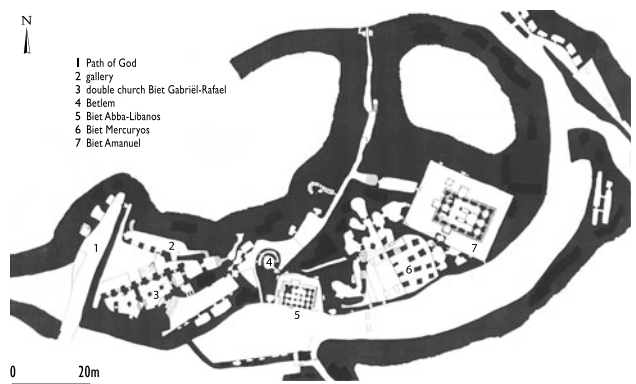 N
1 Path of God
2 gallery
3 double church Biet Gabriël-Rafael
4 Betlem
5 Biet Abba-Libanos
6 Biet Mercuryos
7 Biet Amanuel
1
2
3
4
5
6
7
0 20m